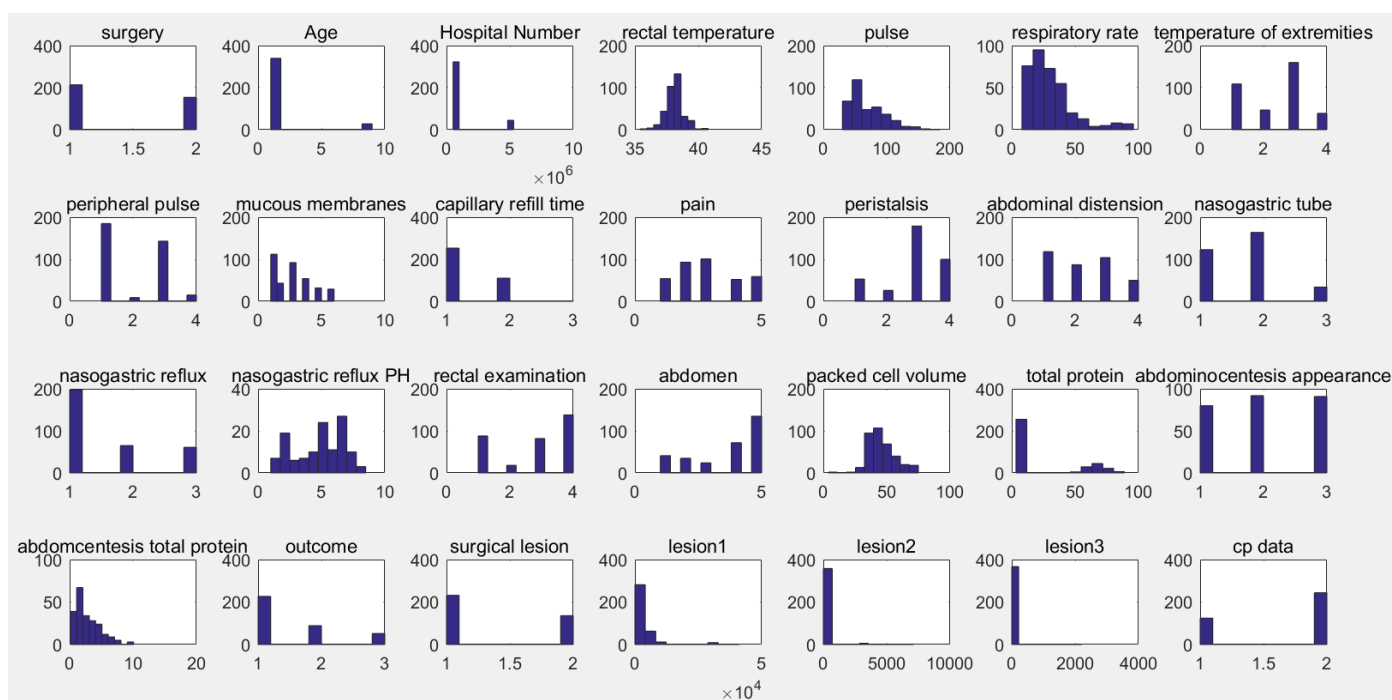 surgery
400
200
0
1 1.5 2
Age
400
200
0
0 5 10
Hospital Number
400
200
0
0 5 10
×10^6
rectal temperature
200
100
0
35 40 45
pulse
200
100
0
0 100 200
respiratory rate
100
50
0
0 50 100
temperature of extremities
200
100
0
0 2 4
peripheral pulse
200
100
0
0 2 4
mucous membranes
200
150
100
50
0
0 5 10
capillary refill time
400
200
0
1 2 3
pain
200
100
0
0 5
peristalsis
200
100
0
0 2 4
abdominal distension
200
100
0
0 2 4
nasogastric tube
200
100
0
1 2 3
nasogastric reflux
200
100
0
1 2 3
nasogastric reflux PH
40
20
0
0 5 10
rectal examination
200
100
0
0 2 4
abdomen
200
100
0
0 5
packed cell volume
200
100
0
0 50 100
total protein
400
200
0
0 50 100
abdominocentesis appearance
100
50
0
1 2 3
abdomcentesis total protein
100
50
0
0 10 20
outcome
400
200
0
1 2 3
surgical lesion
400
200
0
1 1.5 2
lesion1
400
200
0
0 5
×10^4
lesion2
400
200
0
0 5000 10000
lesion3
400
200
0
0 2000 4000
cp data
400
200
0
1 1.5 2